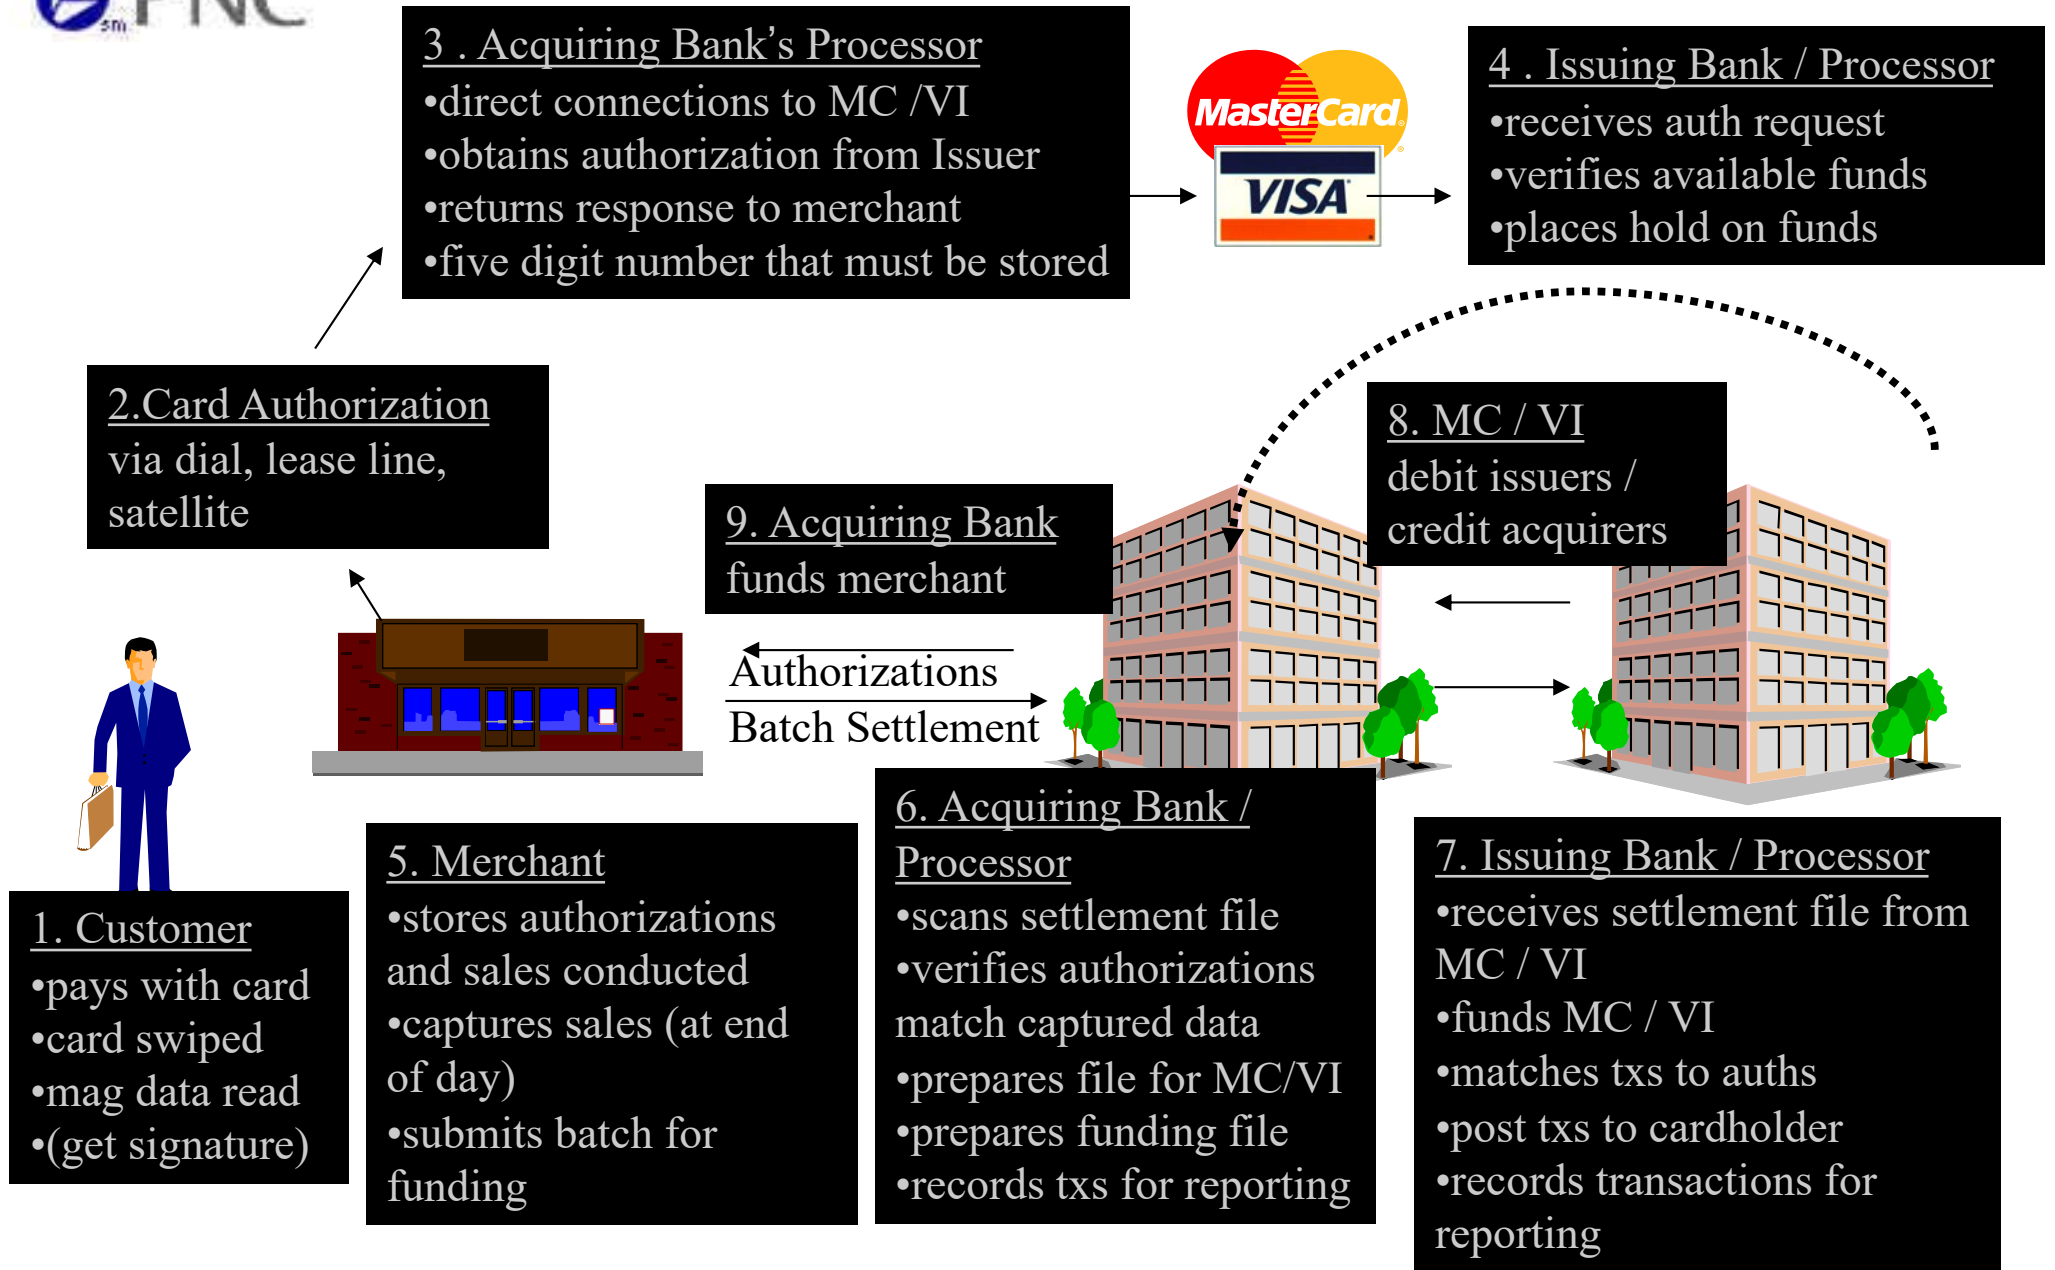 sm PNC
3 . Acquiring Bank’s Processor
•direct connections to MC /VI
•obtains authorization from Issuer
•returns response to merchant
•five digit number that must be stored
MasterCard
VISA
4 . Issuing Bank / Processor
•receives auth request
•verifies available funds
•places hold on funds
2.Card Authorization
via dial, lease line,
satellite
8. MC / VI
debit issuers /
credit acquirers
9. Acquiring Bank
funds merchant
Authorizations
Batch Settlement
1. Customer
•pays with card
•card swiped
•mag data read
•(get signature)
5. Merchant
•stores authorizations
and sales conducted
•captures sales (at end
of day)
•submits batch for
funding
6. Acquiring Bank /
Processor
•scans settlement file
•verifies authorizations
match captured data
•prepares file for MC/VI
•prepares funding file
•records txs for reporting
7. Issuing Bank / Processor
•receives settlement file from
MC / VI
•funds MC / VI
•matches txs to auths
•post txs to cardholder
•records transactions for
reporting